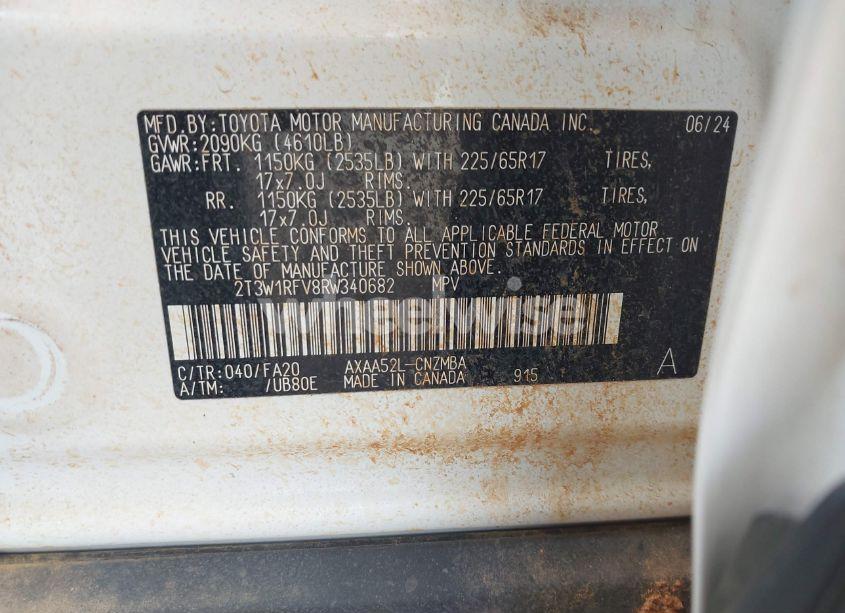 MFD.BY:TOYOTA MOTOR MANUFACTURING CANADA INC. 06/24
GVWR:2090KG (4610LB)
GAWR:FRT. 1150KG (2535LB) WITH 225/65R17 TIRES,
17x7.0J RIMS.
RR. 1150KG (2535LB) WITH 225/65R17 TIRES,
17x7.0J RIMS.
THIS VEHICLE CONFORMS TO ALL APPLICABLE FEDERAL MOTOR
VEHICLE SAFETY AND THEFT PREVENTION STANDARDS IN EFFECT ON
THE DATE OF MANUFACTURE SHOWN ABOVE.
2T3W1RFV8RW340682 MPV
wheelwise
C/TR:040/FA20 AXAA52L-CNZMBA
A/TM: /UB80E MADE IN CANADA 915 A